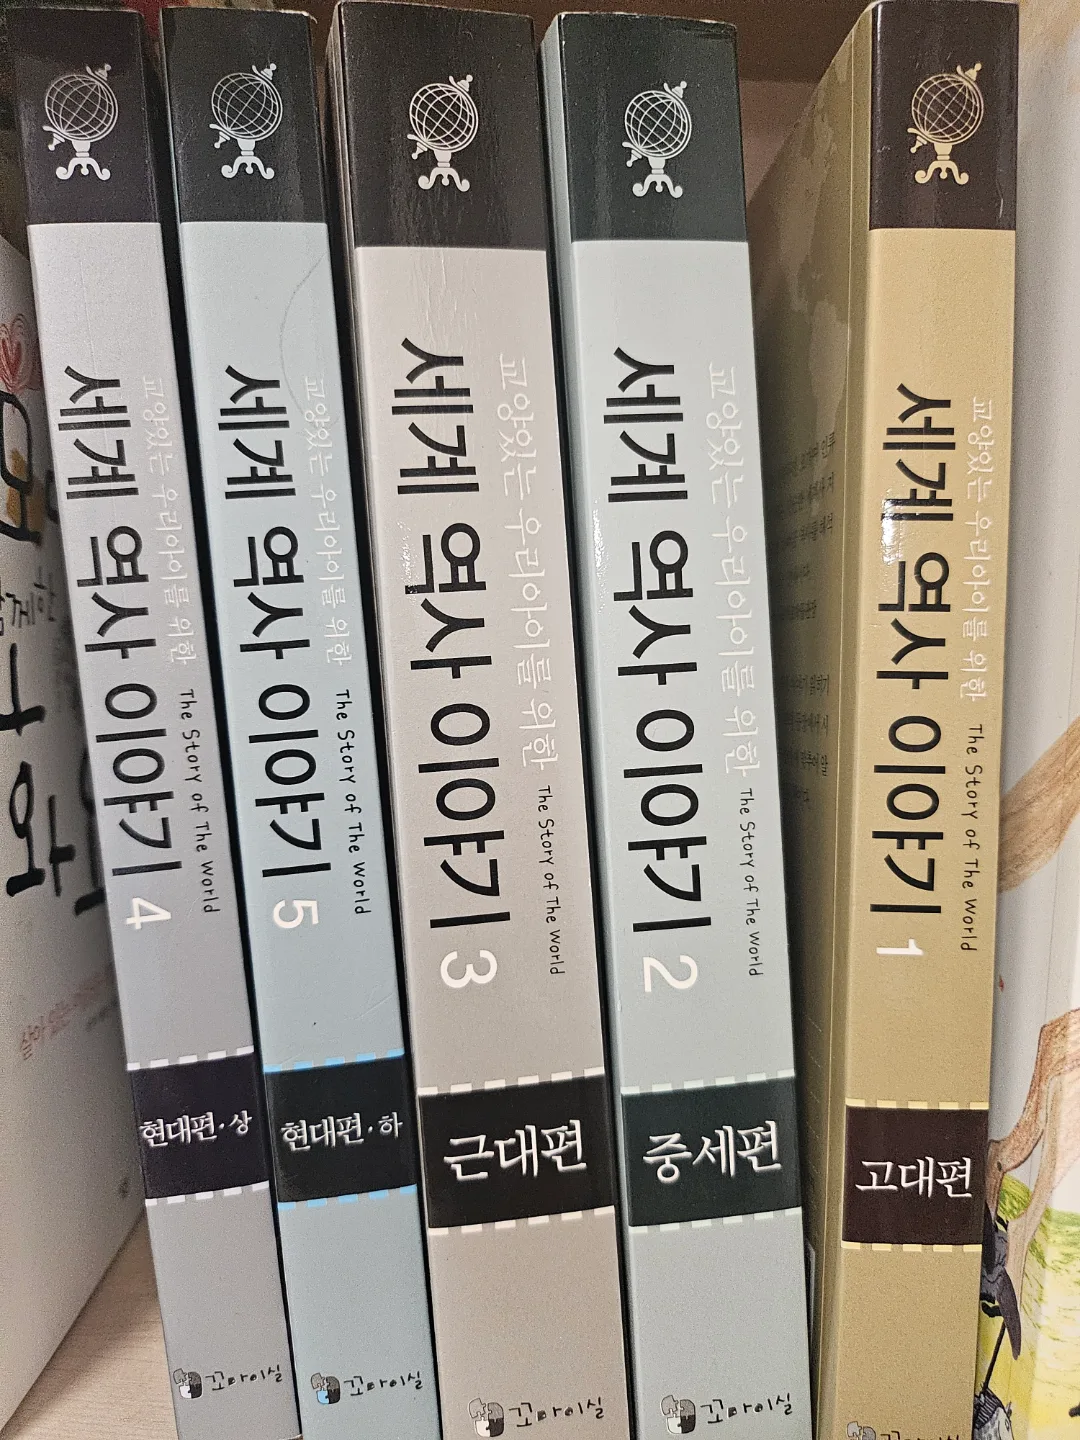 교양있는 우리아이를 위한
세계 역사 이야기 4
The Story of The World
현대편·상
꼬마이실
교양있는 우리아이를 위한
세계 역사 이야기 5
The Story of The World
현대편·하
꼬마이실
교양있는 우리아이를 위한
세계 역사 이야기 3
The Story of The World
근대편
꼬마이실
교양있는 우리아이를 위한
세계 역사 이야기 2
The Story of The World
중세편
꼬마이실
교양있는 우리아이를 위한
세계 역사 이야기 1
The Story of The World
고대편